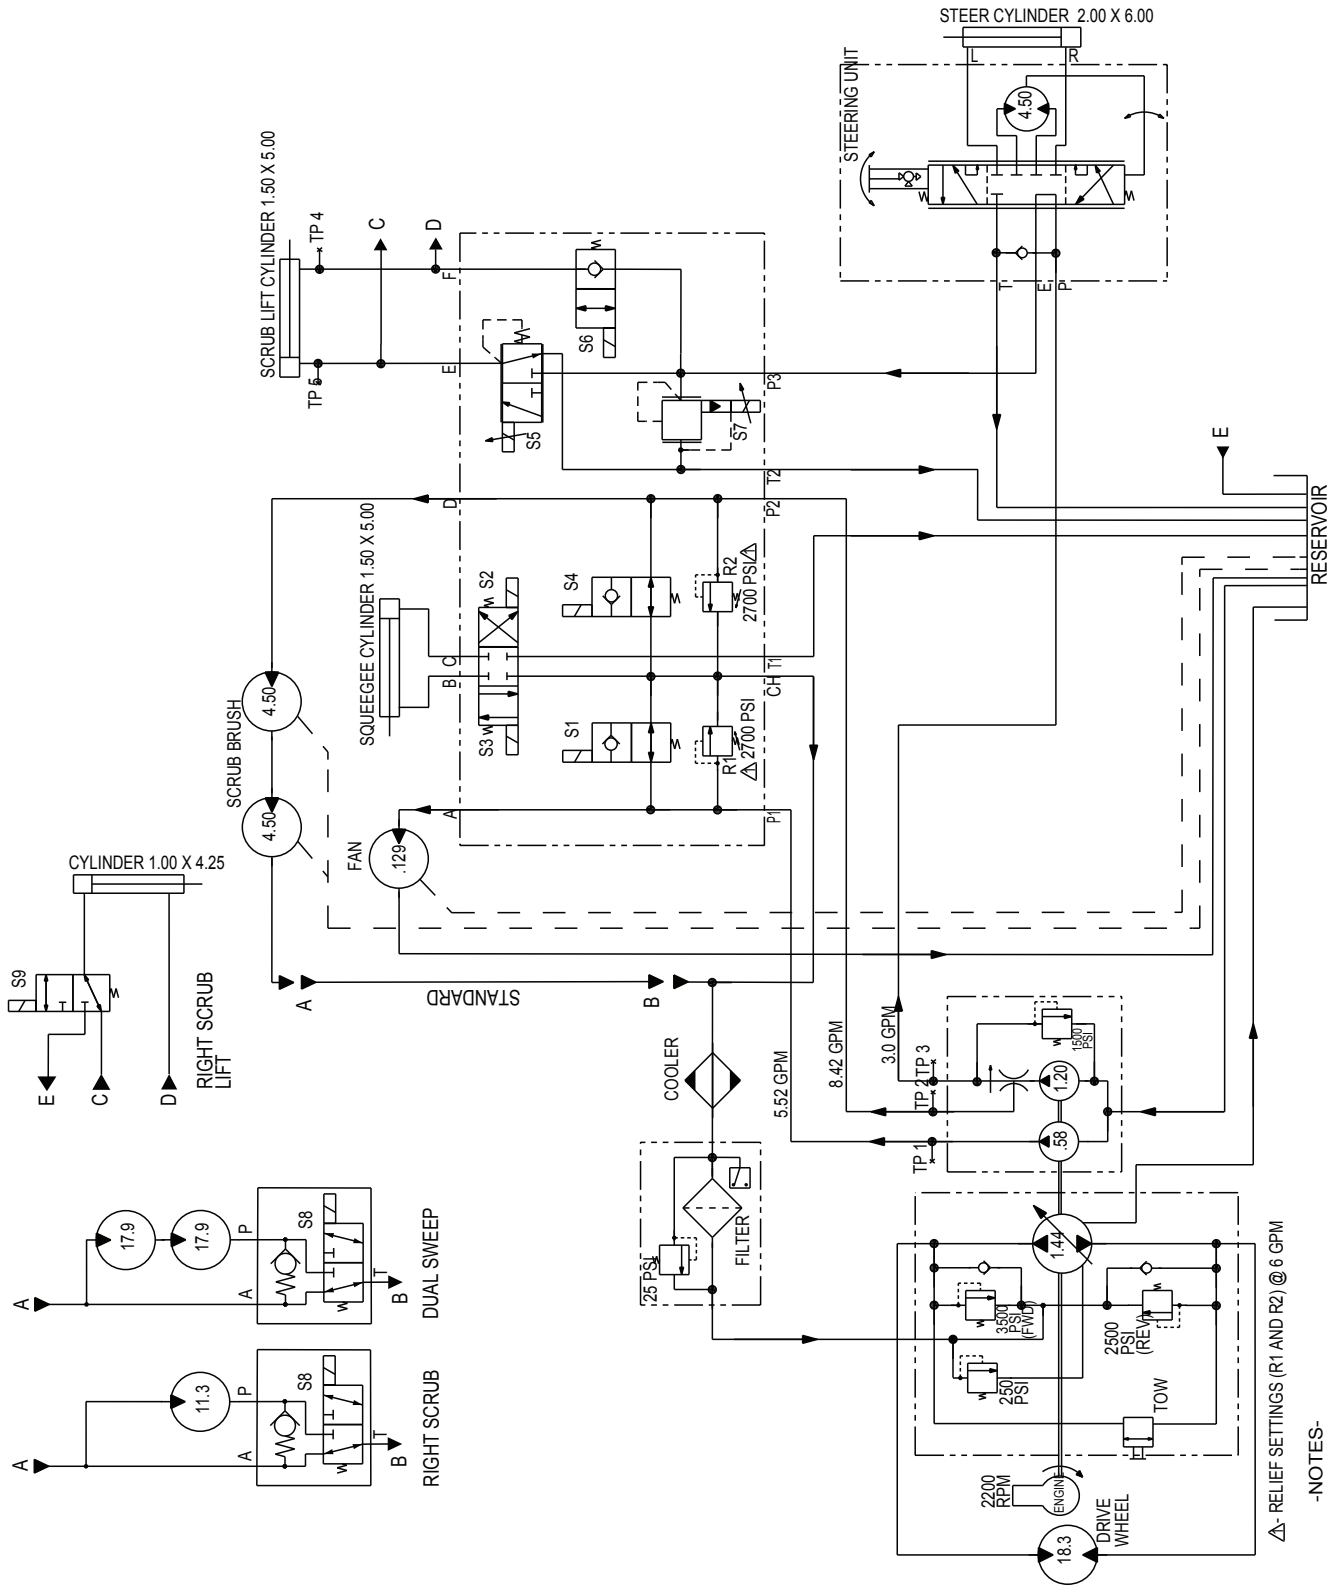 STEER CYLINDER  2.00 X 6.00
L
R
STEERING UNIT
4.50
T
E
P
SCRUB LIFT CYLINDER 1.50 X 5.00
TP 5
TP 4
C
D
E
F
S5
S6
S7
P3
T2
E
RESERVOIR
SQUEEGEE CYLINDER 1.50 X 5.00
SCRUB BRUSH
4.50
4.50
D
C
B
A
S2
S3
S4
S1
R2
2700 PSI
R1
2700 PSI
P2
T1
CH
P1
FAN
.129
CYLINDER 1.00 X 4.25
S9
E
C
D
RIGHT SCRUB
LIFT
A
STANDARD
B
COOLER
5.52 GPM
8.42 GPM
3.0 GPM
TP 1
TP 2
TP 3
1500
PSI
1.20
.58
25 PSI
FILTER
1.44
3500
PSI
(FWD)
2500
PSI
(REV)
250
PSI
TOW
2200
RPM
ENGINE
18.3
DRIVE
WHEEL
A
17.9
17.9
P
A
S8
T
B
DUAL SWEEP
A
11.3
P
A
S8
T
B
RIGHT SCRUB
1 - RELIEF SETTINGS (R1 AND R2) @ 6 GPM
-NOTES-